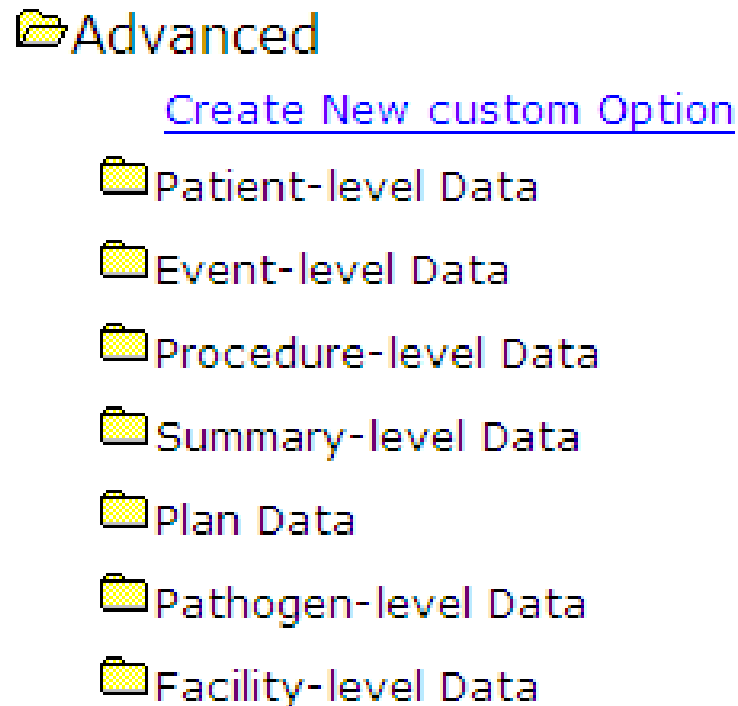 Advanced
Create New custom Option
Patient-level Data
Event-level Data
Procedure-level Data
Summary-level Data
Plan Data
Pathogen-level Data
Facility-level Data